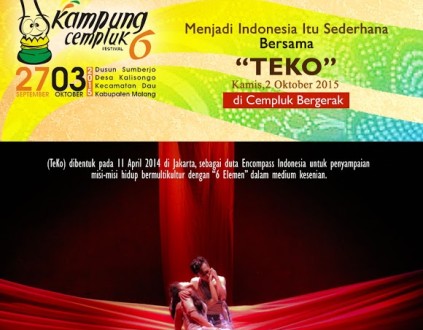 Kampung
cempluk 6
FESTIVAL
27 03
SEPTEMBER OKTOBER
Dusun Sumberjo
Desa Kalisongo
Kecamatan Dau
Kabupaten Malang
Menjadi Indonesia Itu Sederhana
Bersama
“TEKO”
Kamis,2 Oktober 2015
di Cempluk Bergerak
(TeKo) dibentuk pada 11 April 2014 di Jakarta, sebagai duta Encompass Indonesia untuk penyampaian
misi-misi hidup bermultikultur dengan “6 Elemen” dalam medium kesenian.